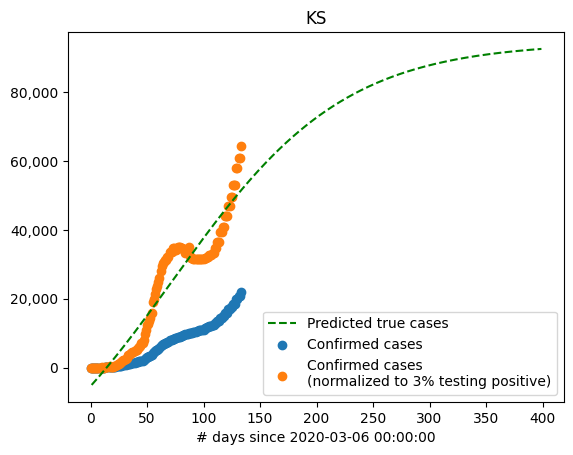 KS
80,000
60,000
40,000
20,000
0
Predicted true cases
Confirmed cases
Confirmed cases
(normalized to 3% testing positive)
0 50 100 150 200 250 300 350 400
# days since 2020-03-06 00:00:00